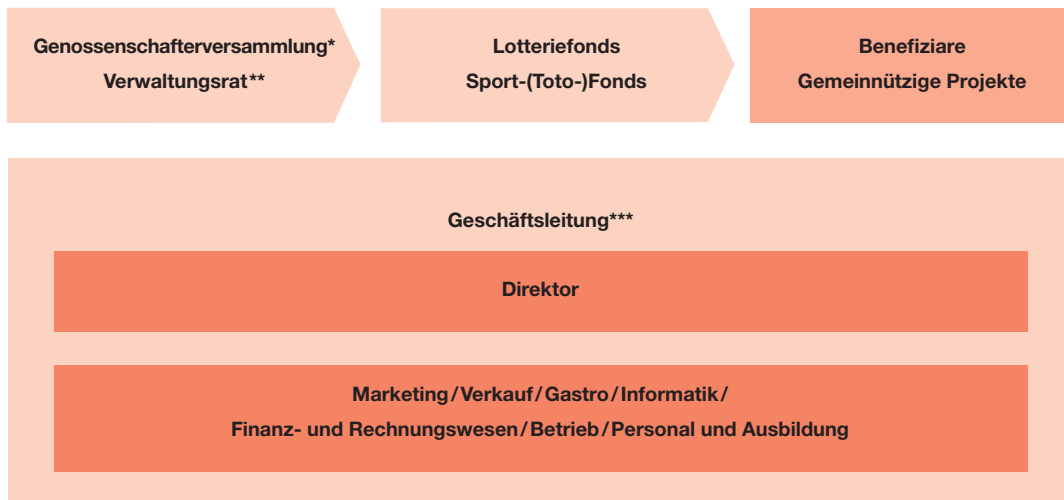 Genossenschafterversammlung*
Verwaltungsrat**
Lotteriefonds
Sport-(Toto-)Fonds
Benefiziare
Gemeinnützige Projekte
Geschäftsleitung***
Direktor
Marketing/Verkauf/Gastro/Informatik/
Finanz- und Rechnungswesen/Betrieb/Personal und Ausbildung